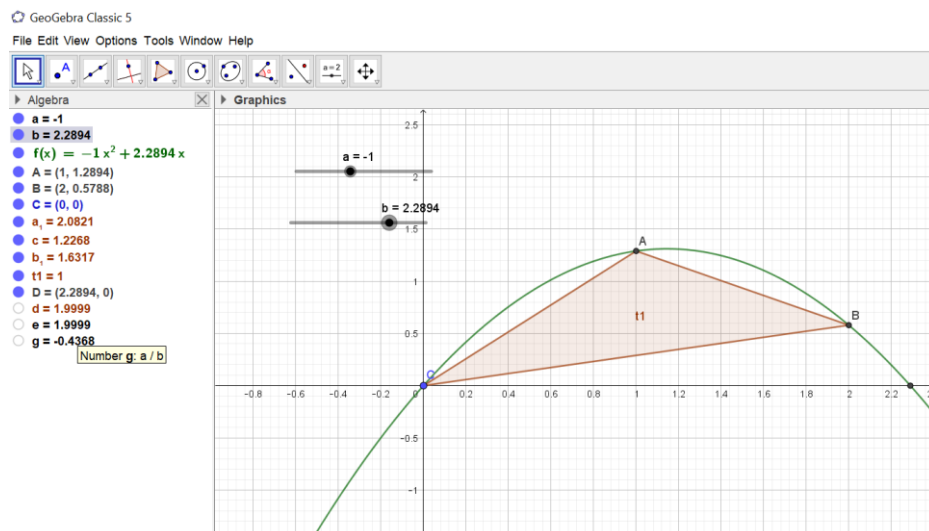 GeoGebra Classic 5
File Edit View Options Tools Window Help
A
a=2
Algebra
Graphics
a = -1
b = 2.2894
f(x) = −1 x² + 2.2894 x
A = (1, 1.2894)
B = (2, 0.5788)
C = (0, 0)
a₁ = 2.0821
c = 1.2268
b₁ = 1.6317
t1 = 1
D = (2.2894, 0)
d = 1.9999
e = 1.9999
g = -0.4368
Number g: a / b
2.5
a = -1
2
b = 2.2894
1.5
A
1
t1
B
0.5
C
-0.8 -0.6 -0.4 -0.2 0 0.2 0.4 0.6 0.8 1 1.2 1.4 1.6 1.8 2 2.2
-0.5
-1